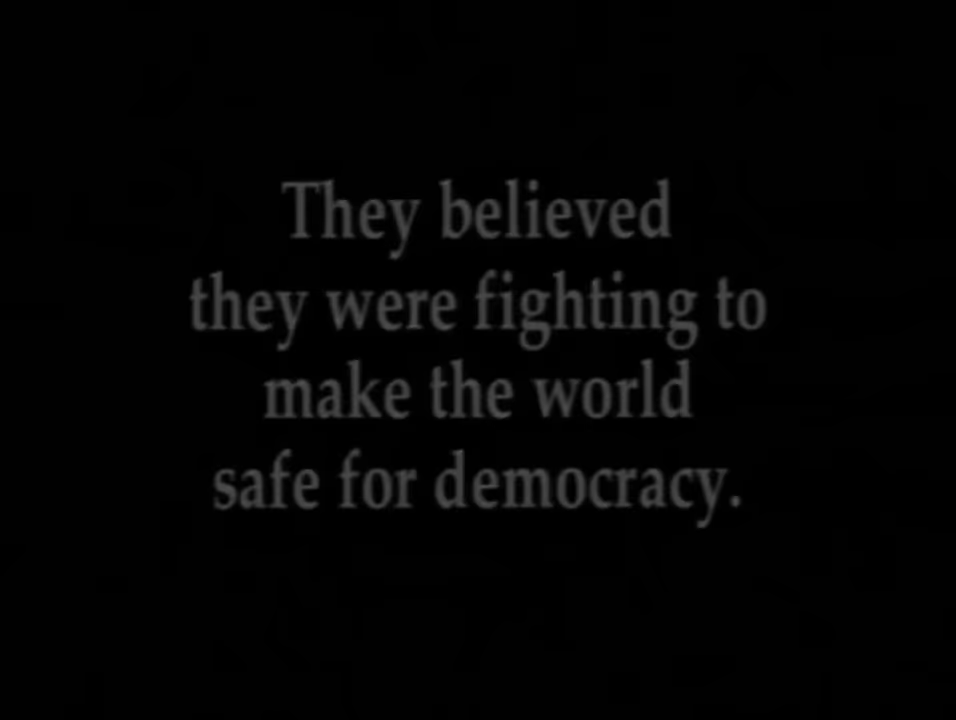 They believed
they were fighting to
make the world
safe for democracy.